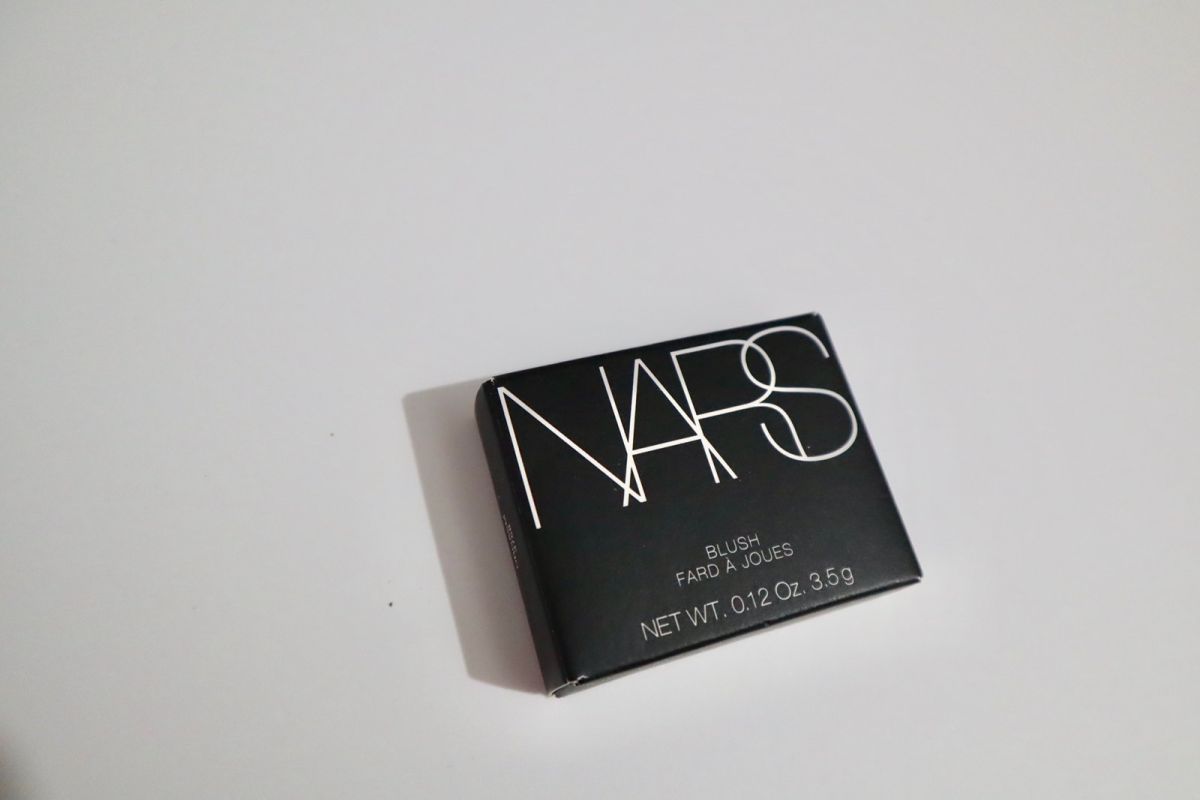 NARS
BLUSH
FARD À JOUES
NET WT. 0.12 Oz. 3.5 g